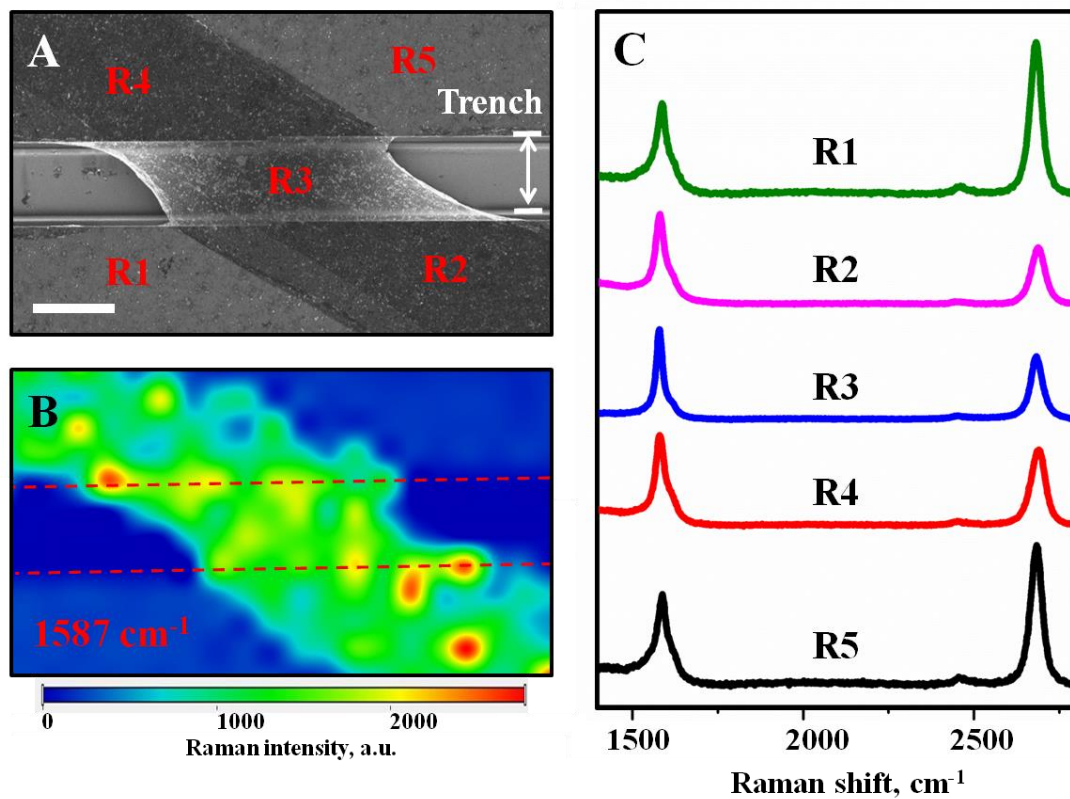 A
R4
R5
Trench
R3
R1
R2
B
1587 cm⁻¹
0 1000 2000
Raman intensity, a.u.
C
R1
R2
R3
R4
R5
1500 2000 2500
Raman shift, cm⁻¹